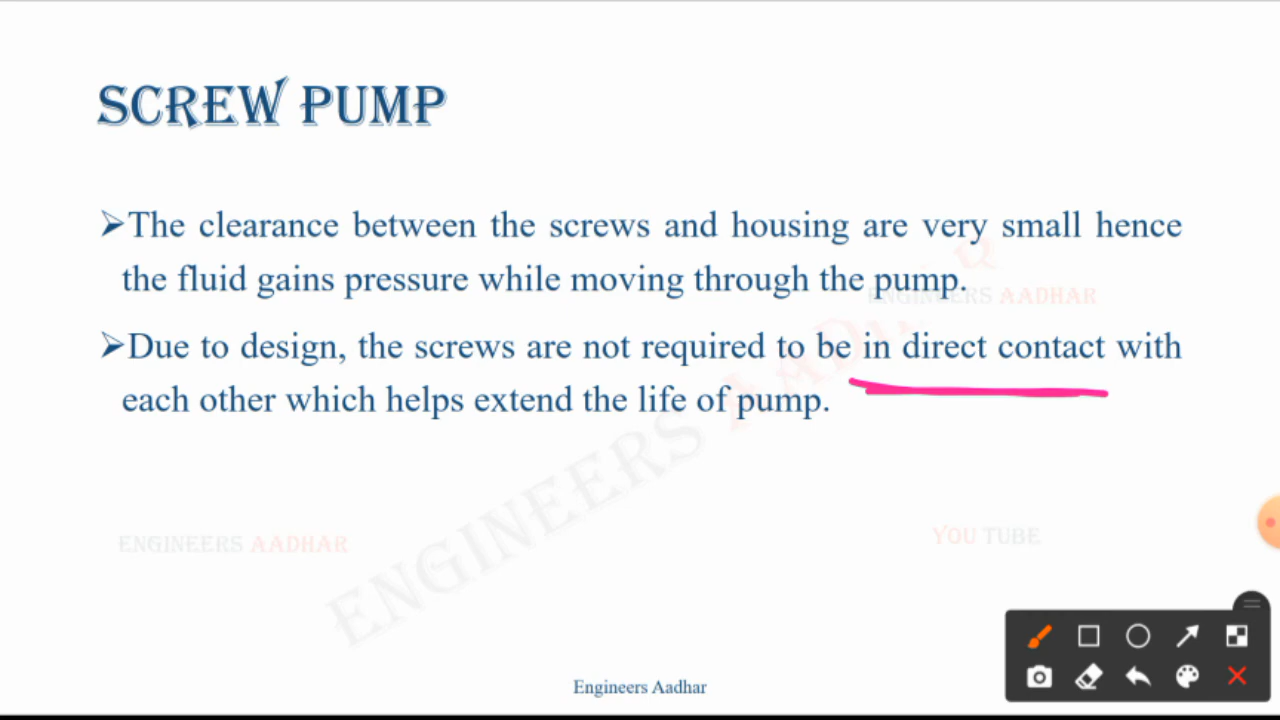 SCREW PUMP
➢The clearance between the screws and housing are very small hence
the fluid gains pressure while moving through the pump.
ENGINEERS AADHAR
➢Due to design, the screws are not required to be in direct contact with
each other which helps extend the life of pump.
ENGINEERS AADHAR
ENGINEERS AADHAR
YOU TUBE
Engineers Aadhar